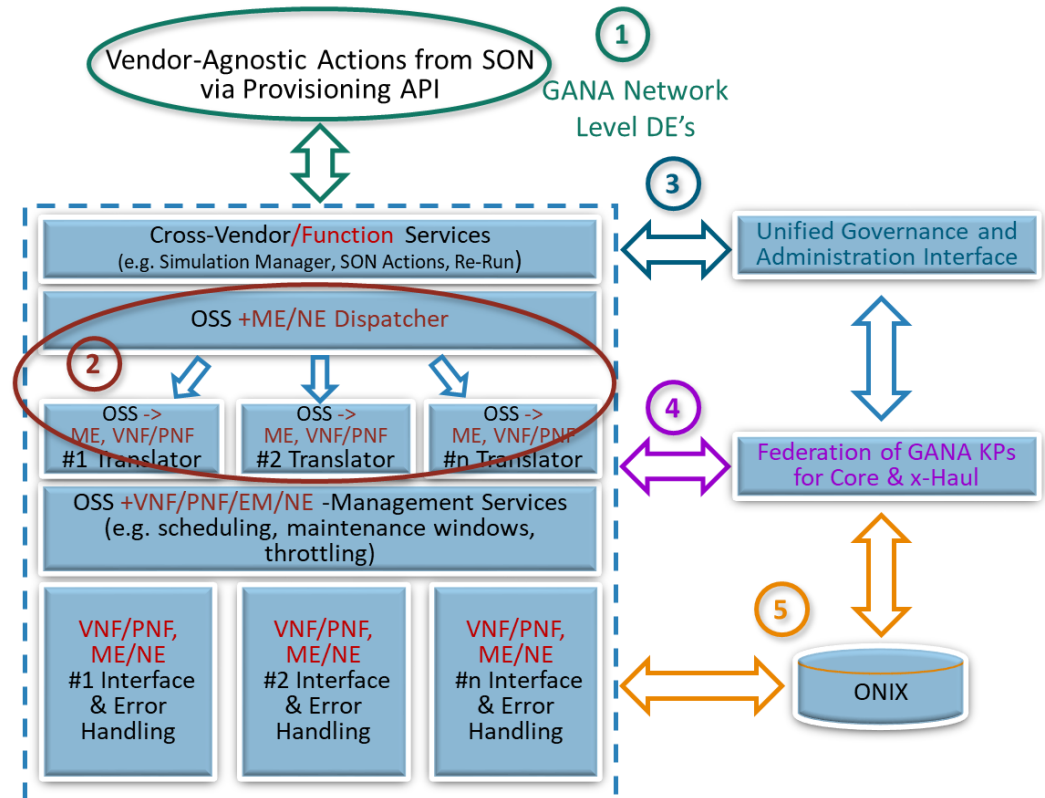 Vendor-Agnostic Actions from SON
via Provisioning API
1
GANA Network
Level DE's
3
Cross-Vendor/Function Services
(e.g. Simulation Manager, SON Actions, Re-Run)
Unified Governance and
Administration Interface
OSS +ME/NE Dispatcher
2
OSS ->
ME, VNF/PNF
#1 Translator
OSS ->
ME, VNF/PNF
#2 Translator
OSS ->
ME, VNF/PNF
#n Translator
4
Federation of GANA KPs
for Core & x-Haul
OSS +VNF/PNF/EM/NE -Management Services
(e.g. scheduling, maintenance windows,
throttling)
5
VNF/PNF,
ME/NE
#1 Interface
& Error
Handling
VNF/PNF,
ME/NE
#2 Interface
& Error
Handling
VNF/PNF,
ME/NE
#n Interface
& Error
Handling
ONIX